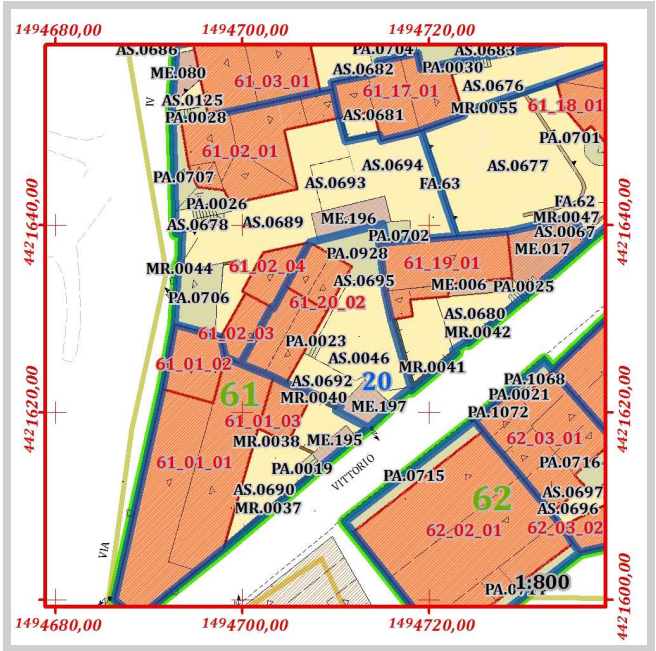 1494680,00 1494700,00 1494720,00
AS.0686 PA.0704 AS.0683
ME.080 61_03_01 AS.0682 PA.0030
AS.0676
61_17_01
AS.0125 MR.0055 61_18_01
PA.0028 AS.0681
IV
61_02_01 PA.0701
AS.0694 AS.0677
PA.0707 AS.0693 FA.63
PA.0026 FA.62
4421640,00 4421640,00
AS.0678 AS.0689 ME.196 MR.0047
PA.0702 AS.0067
PA.0928 ME.017
MR.0044 61_02_04 61_19_01
AS.0695
ME.006 PA.0025
PA.0706 61_20_02
AS.0680
61_02_03 MR.0042
PA.0023
61_01_02 AS.0046
MR.0041
AS.0692 20 PA.1068
61 MR.0040 PA.0021
ME.197
4421620,00 4421620,00
61_01_03 PA.1072
MR.0038 ME.195 62_03_01
61_01_01 PA.0019 PA.0716
VITTORIO PA.0715
AS.0690 62 AS.0697
MR.0037 AS.0696
62_02_01 62_03_02
VIA
1:800
4421600,00 4421600,00
1494680,00 1494700,00 1494720,00